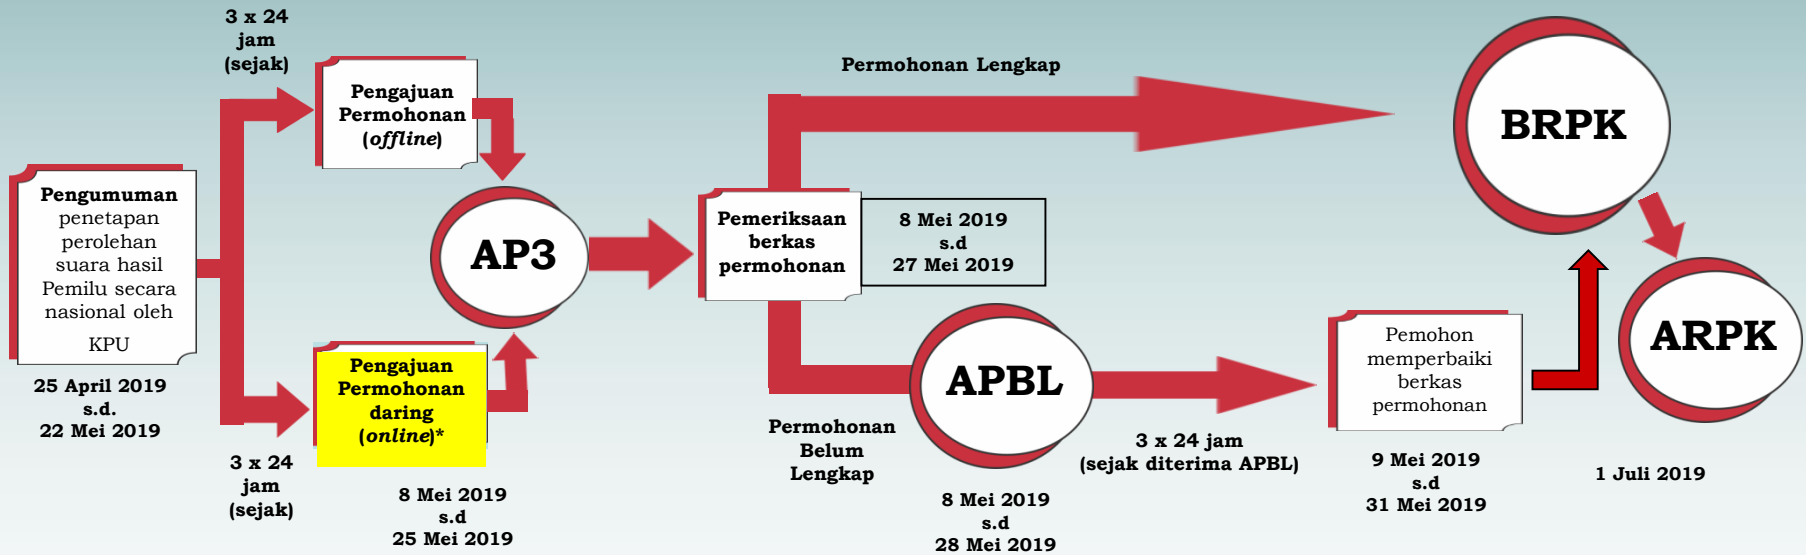 3 x 24
jam
(sejak)
Pengajuan
Permohonan
(offline)
Pengumuman
penetapan
perolehan
suara hasil
Pemilu secara
nasional oleh
KPU
25 April 2019
s.d.
22 Mei 2019
3 x 24
jam
(sejak)
Pengajuan
Permohonan
daring
(online)*
8 Mei 2019
s.d
25 Mei 2019
AP3
Pemeriksaan
berkas
permohonan
8 Mei 2019
s.d
27 Mei 2019
Permohonan Lengkap
Permohonan
Belum
Lengkap
APBL
8 Mei 2019
s.d
28 Mei 2019
3 x 24 jam
(sejak diterima APBL)
Pemohon
memperbaiki
berkas
permohonan
9 Mei 2019
s.d
31 Mei 2019
BRPK
ARPK
1 Juli 2019